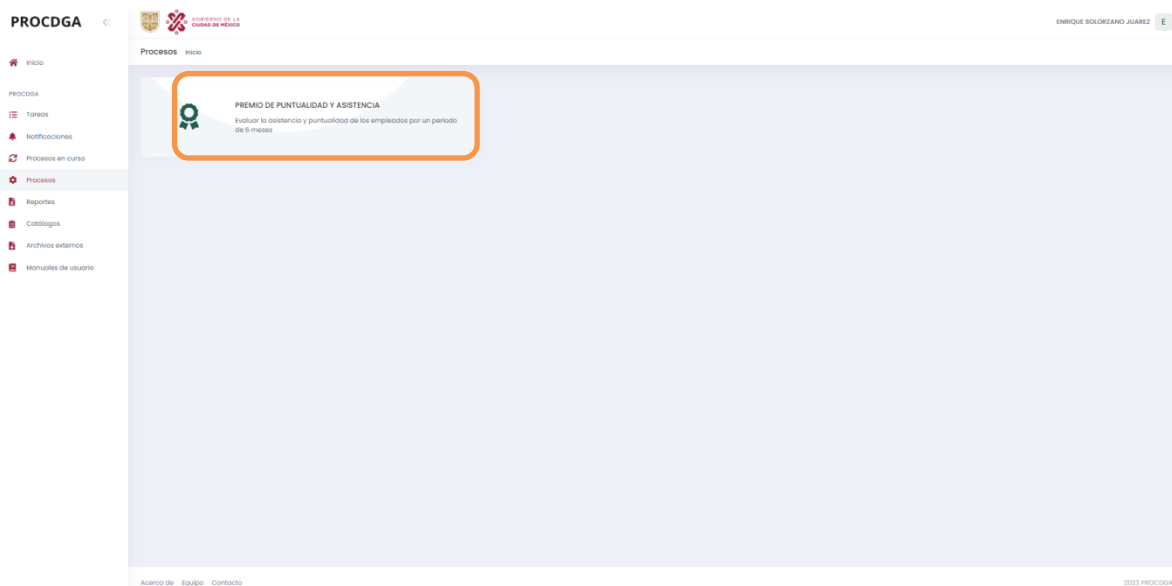 PROCDGA
GOBIERNO DE LA
CIUDAD DE MÉXICO
ENRIQUE SOLORZANO JUAREZ E
Procesos Inicio
Inicio
PROCDGA
Tareas
Notificaciones
Procesos en curso
Procesos
Reportes
Catálogos
Archivos externos
Manuales de usuario
PREMIO DE PUNTUALIDAD Y ASISTENCIA
Evaluar la asistencia y puntualidad de los empleados por un periodo
de 6 meses
Acerca de Equipo Contacto
2023 PROCDGA